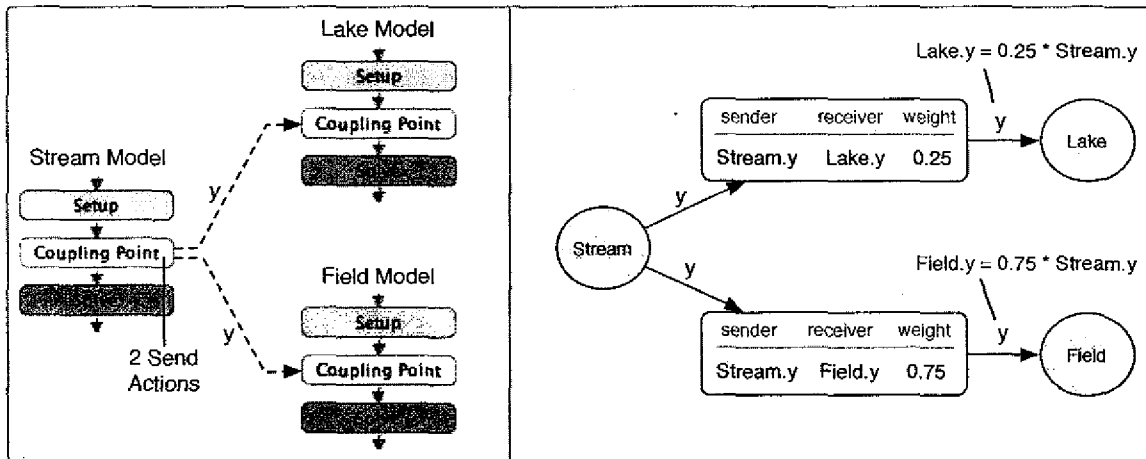 Lake Model
Setup
Coupling Point
Stream Model
Setup
Coupling Point
y
y
2 Send
Actions
Field Model
Setup
Coupling Point
Lake.y = 0.25 * Stream.y
sender receiver weight
Stream.y Lake.y 0.25
y
Lake
y
Stream
y
Field.y = 0.75 * Stream.y
sender receiver weight
Stream.y Field.y 0.75
y
Field